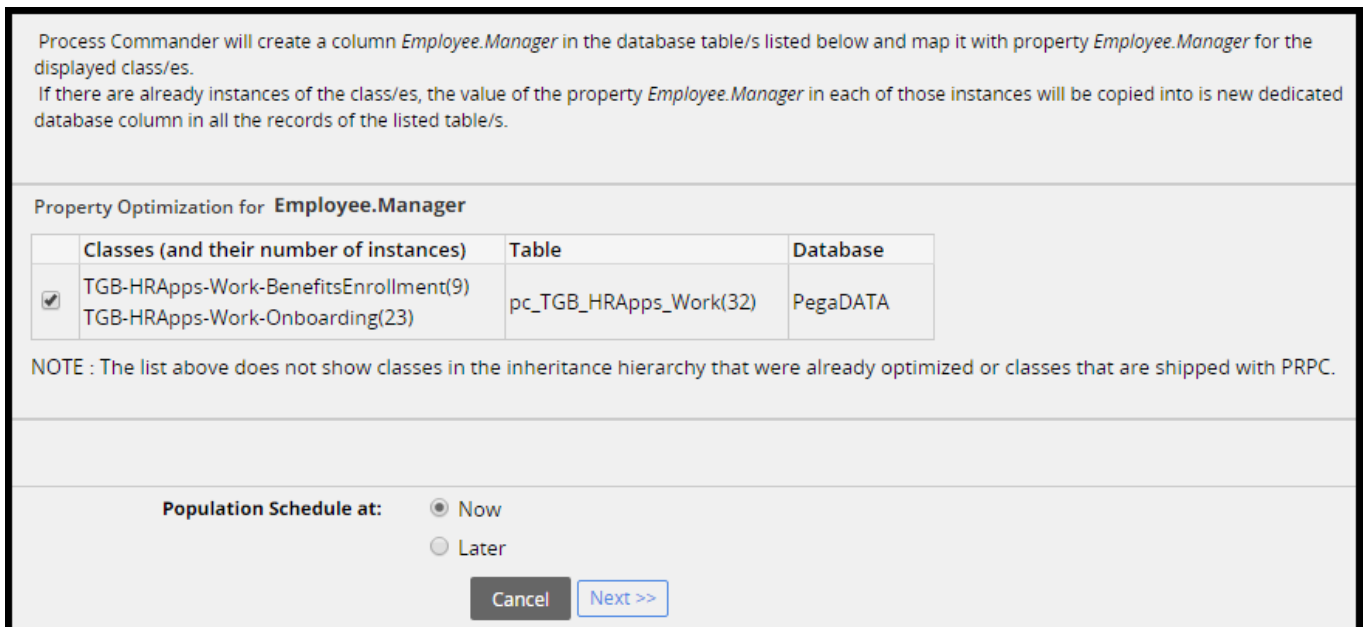 Process Commander will create a column Employee.Manager in the database table/s listed below and map it with property Employee.Manager for the
displayed class/es.
If there are already instances of the class/es, the value of the property Employee.Manager in each of those instances will be copied into is new dedicated
database column in all the records of the listed table/s.
Property Optimization for Employee.Manager
Classes (and their number of instances) Table Database
TGB-HRApps-Work-BenefitsEnrollment(9)
TGB-HRApps-Work-Onboarding(23)
pc_TGB_HRApps_Work(32) PegaDATA
NOTE : The list above does not show classes in the inheritance hierarchy that were already optimized or classes that are shipped with PRPC.
Population Schedule at: Now
Later
Cancel Next >>